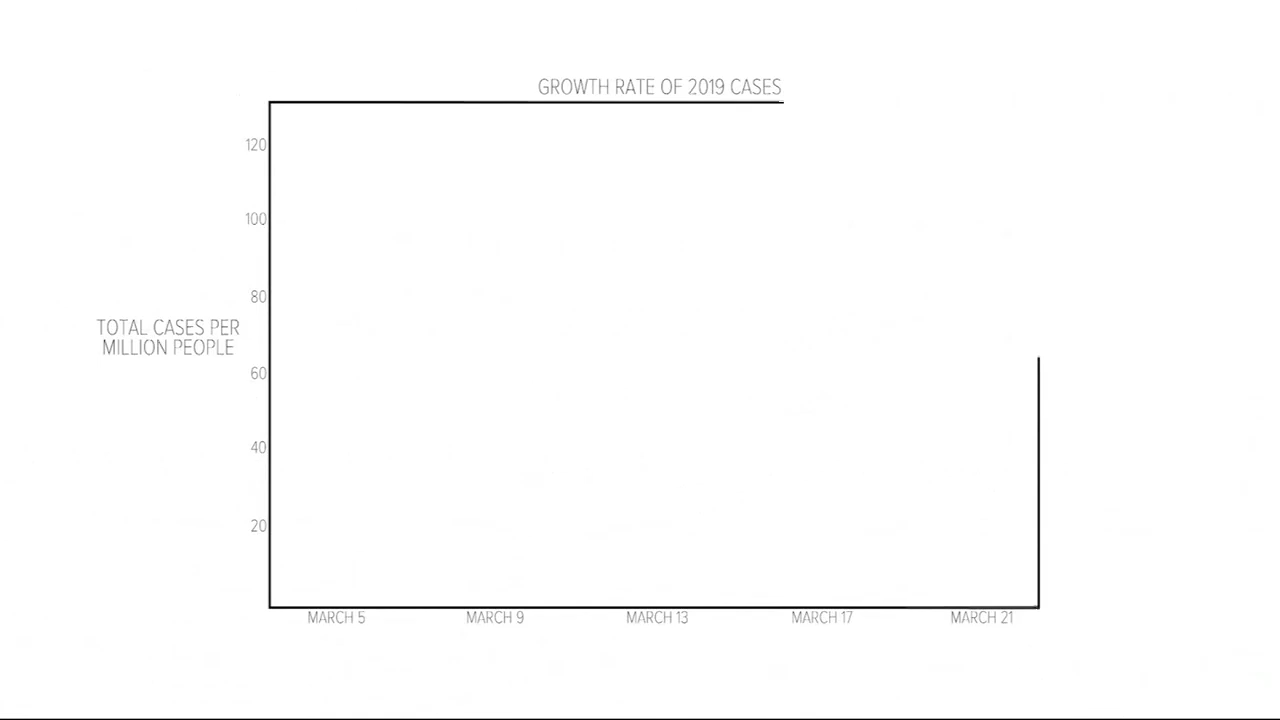 GROWTH RATE OF 2019 CASES
120
100
80
TOTAL CASES PER
MILLION PEOPLE
60
40
20
MARCH 5 MARCH 9 MARCH 13 MARCH 17 MARCH 21